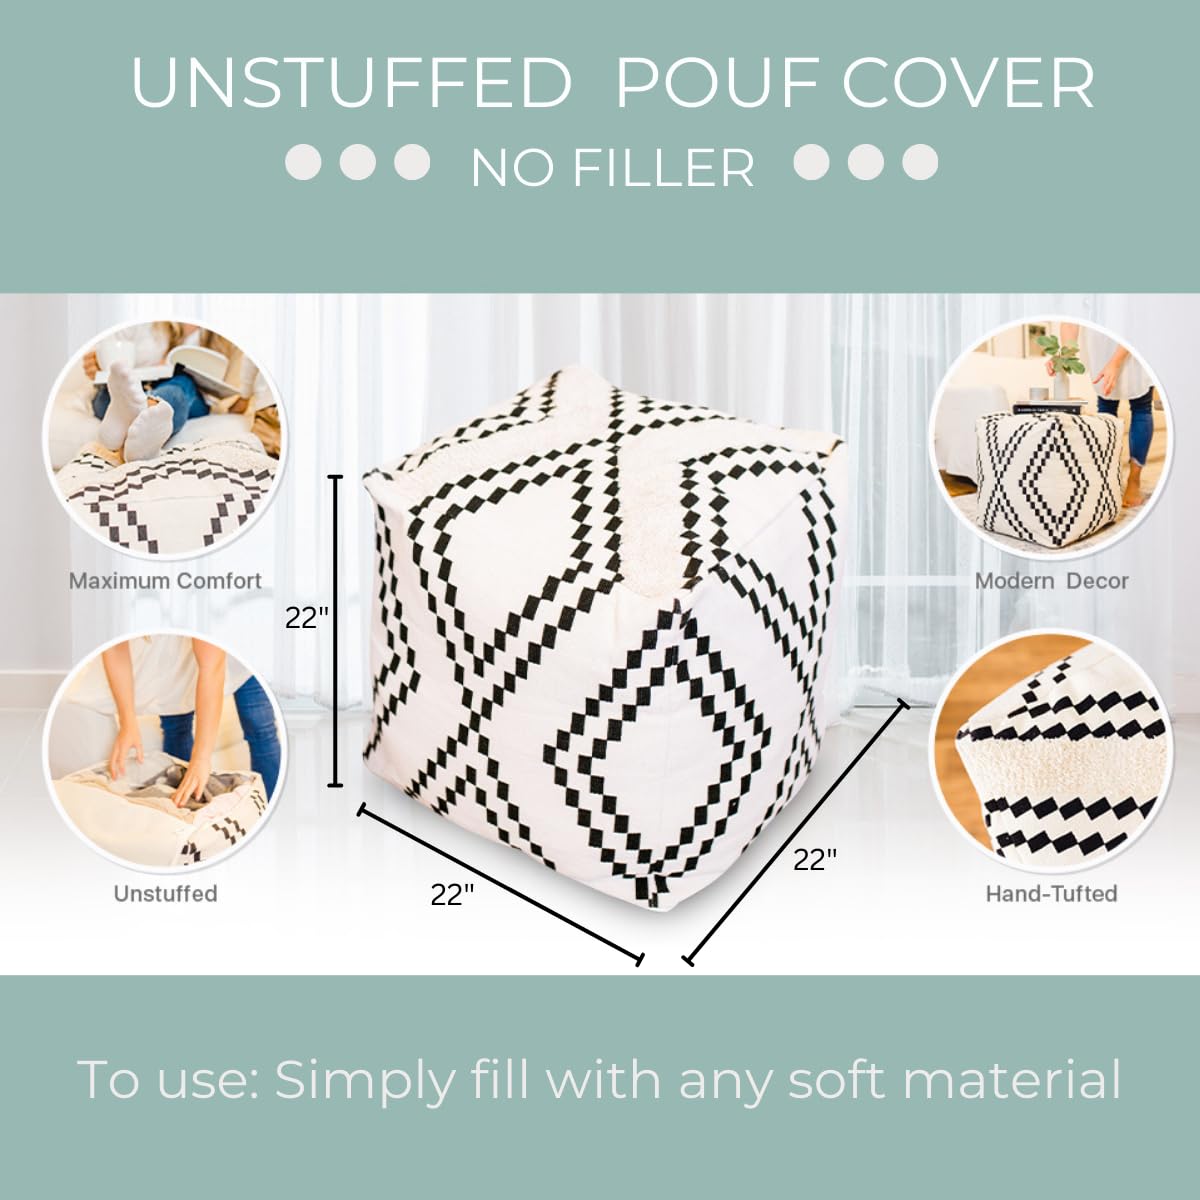 UNSTUFFED POUF COVER
NO FILLER
Maximum Comfort
Modern Decor
22"
Unstuffed
Hand-Tufted
22"
22"
To use: Simply fill with any soft material